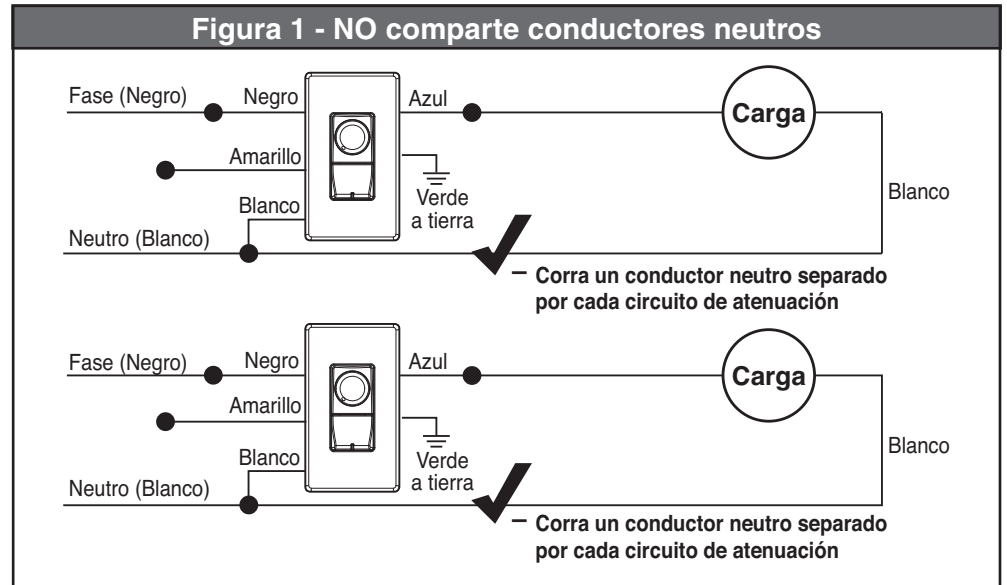 Figura 1 - NO comparte conductores neutros
Fase (Negro)
Negro
Azul
Carga
Amarillo
Verde
a tierra
Blanco
Blanco
Neutro (Blanco)
– Corra un conductor neutro separado
por cada circuito de atenuación
Fase (Negro)
Negro
Azul
Carga
Amarillo
Verde
a tierra
Blanco
Blanco
Neutro (Blanco)
– Corra un conductor neutro separado
por cada circuito de atenuación